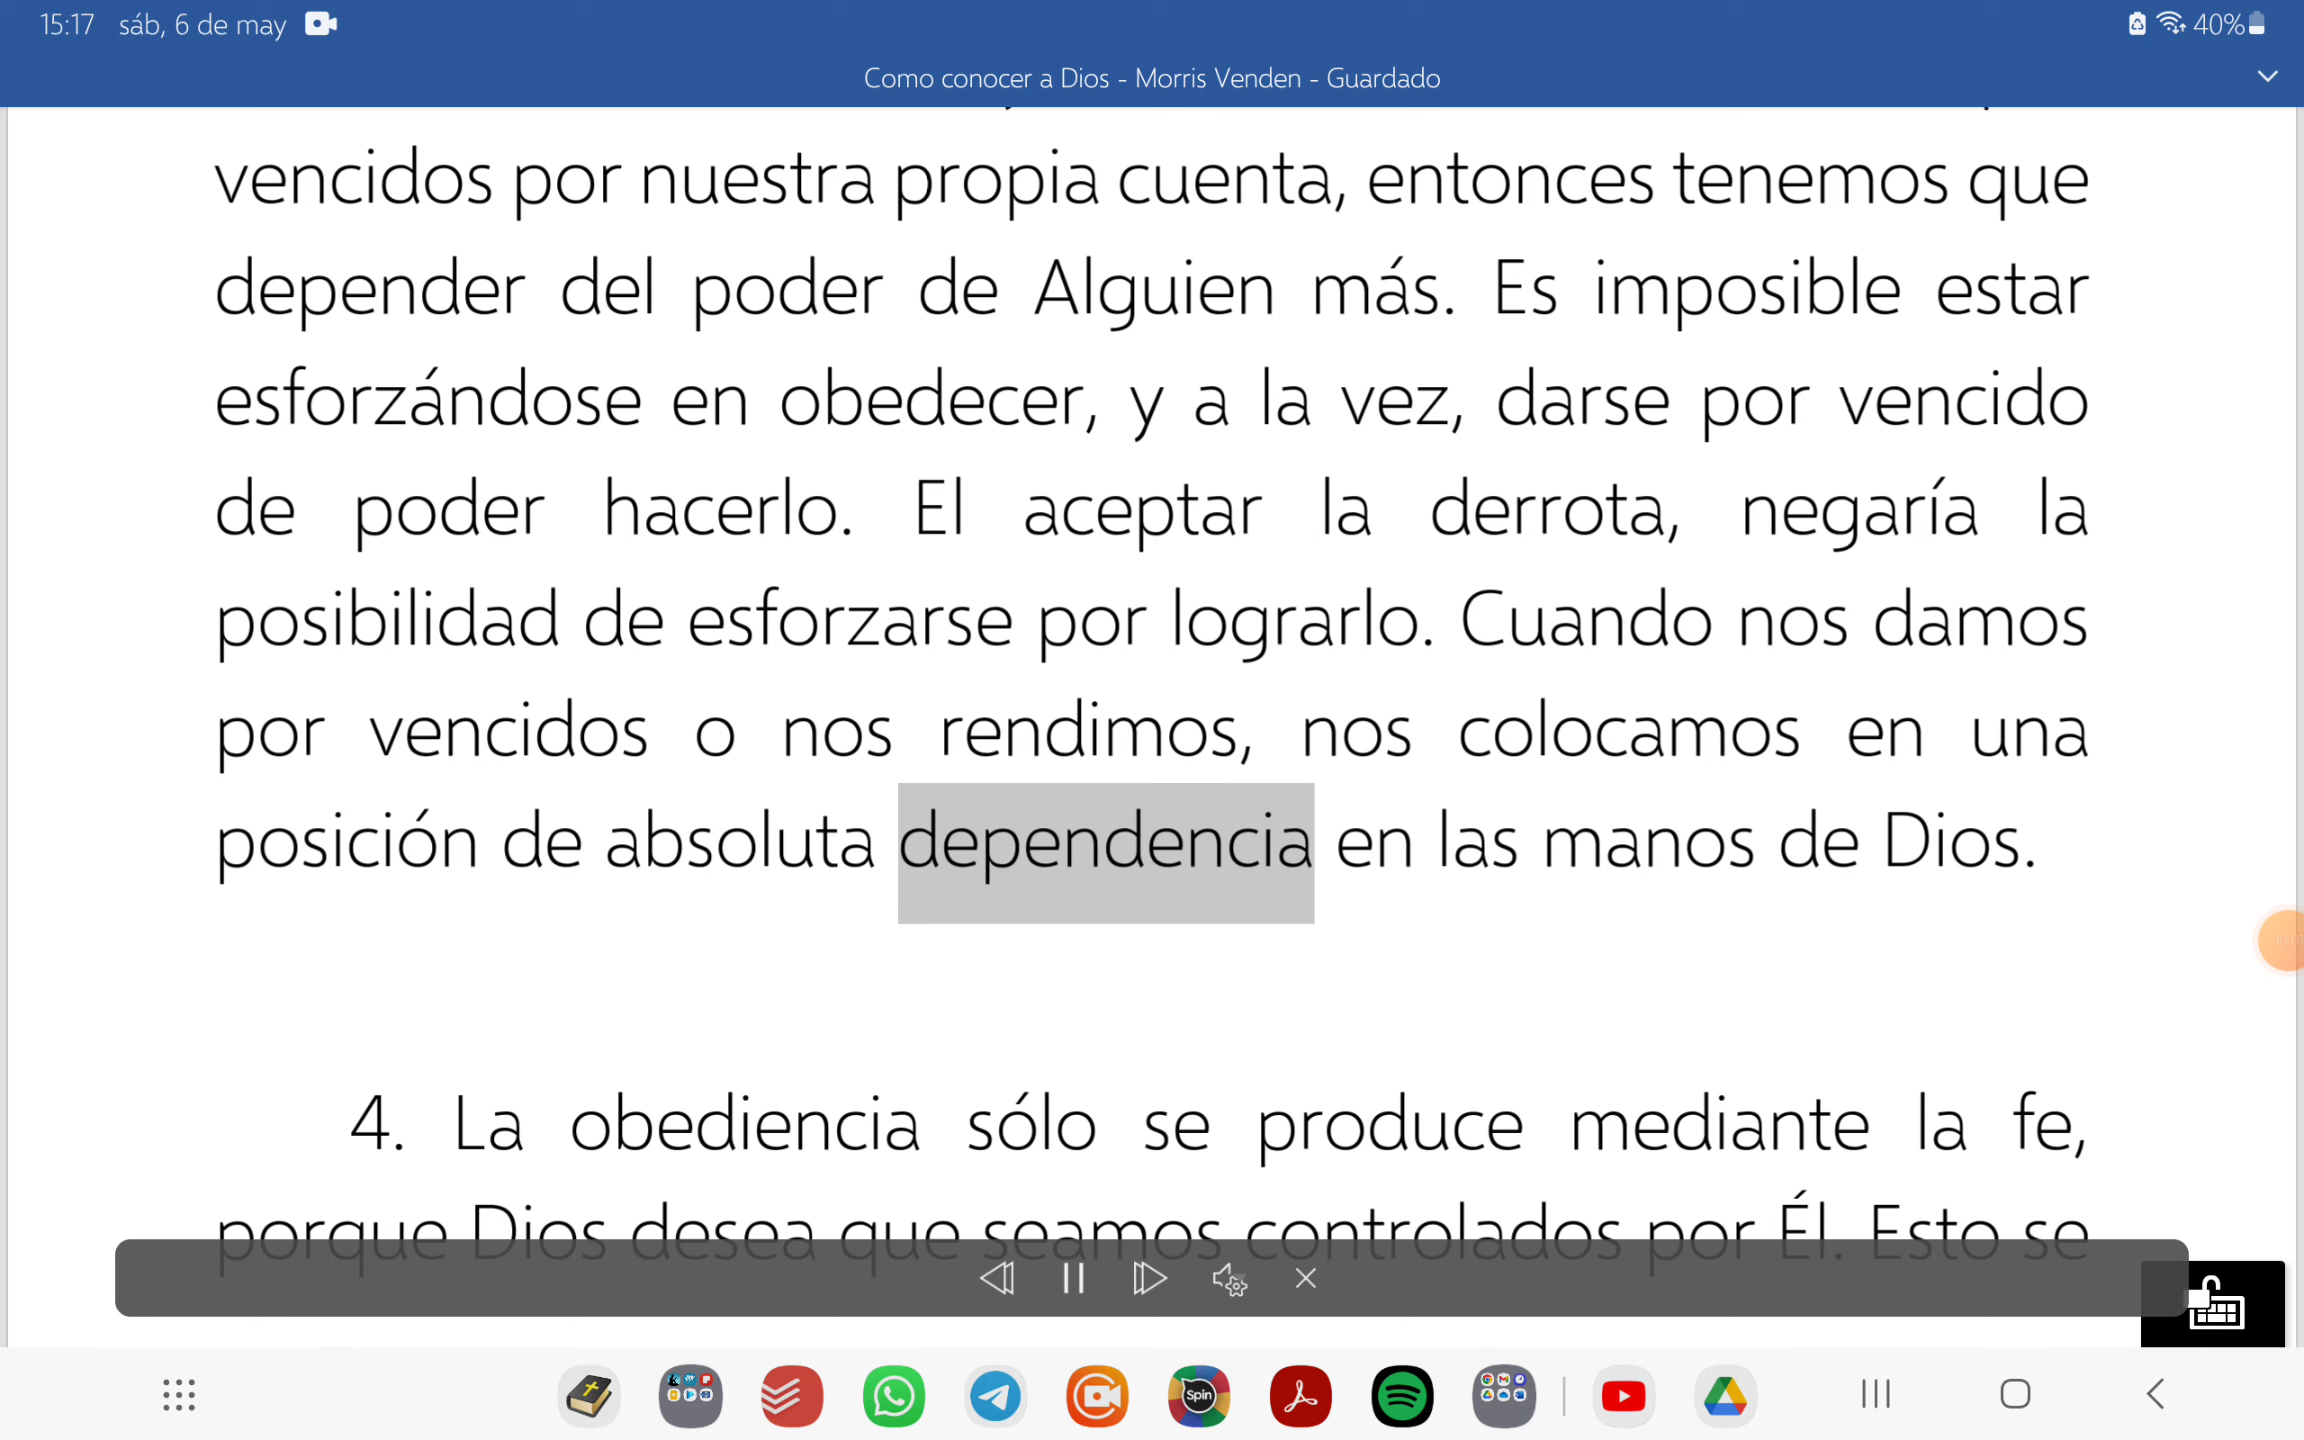 15:17 sáb, 6 de may 40%
Como conocer a Dios - Morris Venden - Guardado
vencidos por nuestra propia cuenta, entonces tenemos que
depender del poder de Alguien más. Es imposible estar
esforzándose en obedecer, y a la vez, darse por vencido
de poder hacerlo. El aceptar la derrota, negaría la
posibilidad de esforzarse por lograrlo. Cuando nos damos
por vencidos o nos rendimos, nos colocamos en una
posición de absoluta dependencia en las manos de Dios.
4. La obediencia sólo se produce mediante la fe,
porque Dios desea que seamos controlados por Él. Esto se
Spin